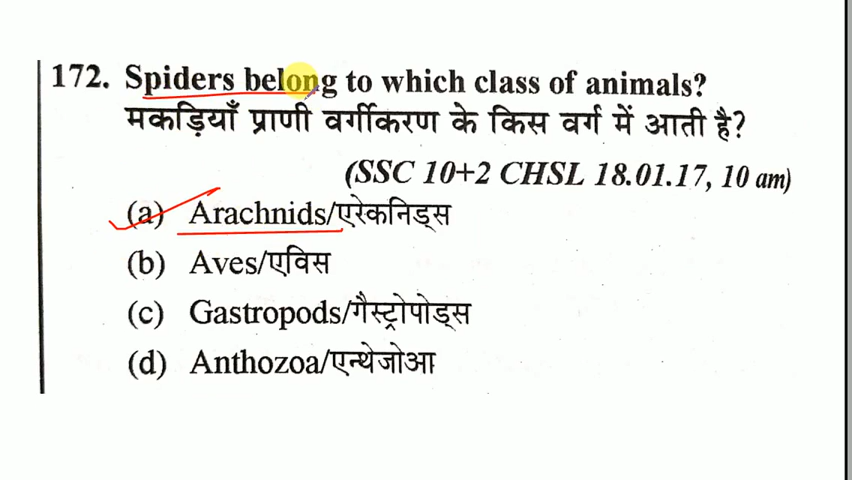 172. Spiders belong to which class of animals?
मकड़ियाँ प्राणी वर्गीकरण के किस वर्ग में आती है?
(SSC 10+2 CHSL 18.01.17, 10 am)
(a) Arachnids/एरेकनिड्स
(b) Aves/एविस
(c) Gastropods/गैस्ट्रोपोड्स
(d) Anthozoa/एन्थेजोआ